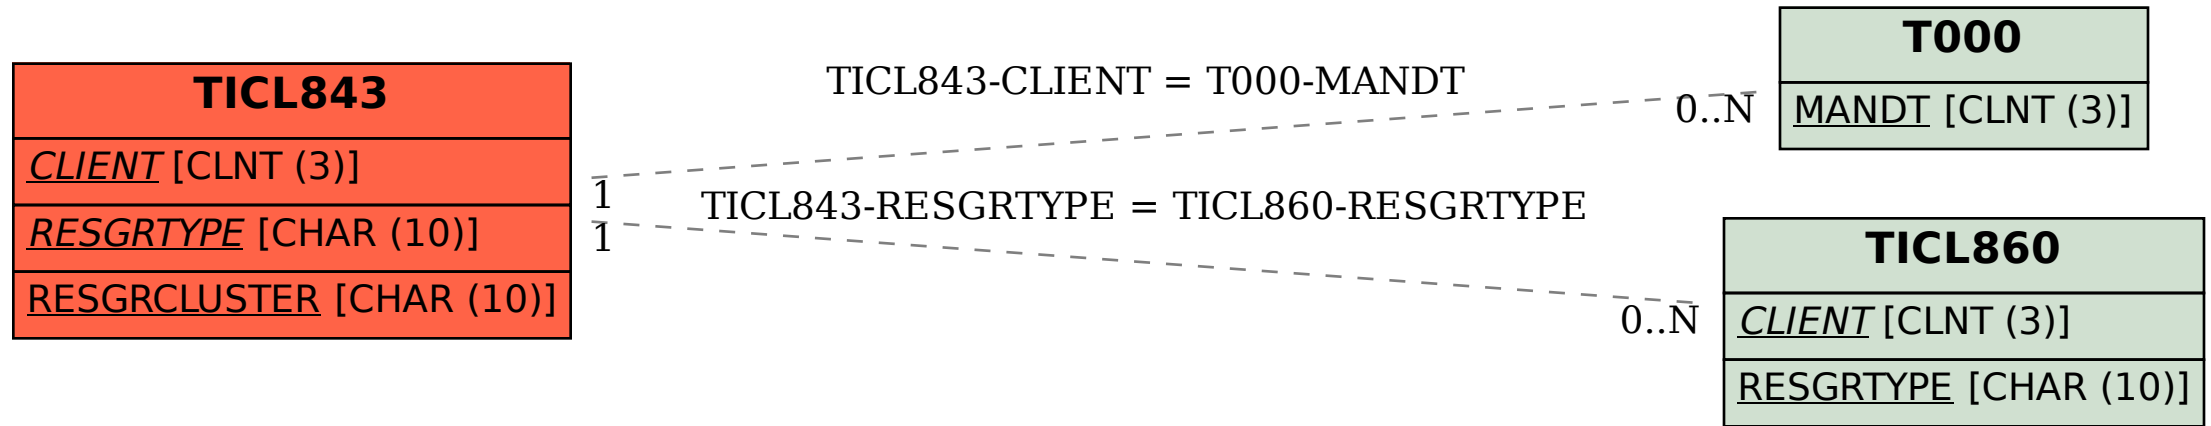 TICL843
CLIENT [CLNT (3)]
RESGRTYPE [CHAR (10)]
RESGRCLUSTER [CHAR (10)]
TICL843-CLIENT = T000-MANDT
1
0..N
TICL843-RESGRTYPE = TICL860-RESGRTYPE
1
0..N
T000
MANDT [CLNT (3)]
TICL860
CLIENT [CLNT (3)]
RESGRTYPE [CHAR (10)]